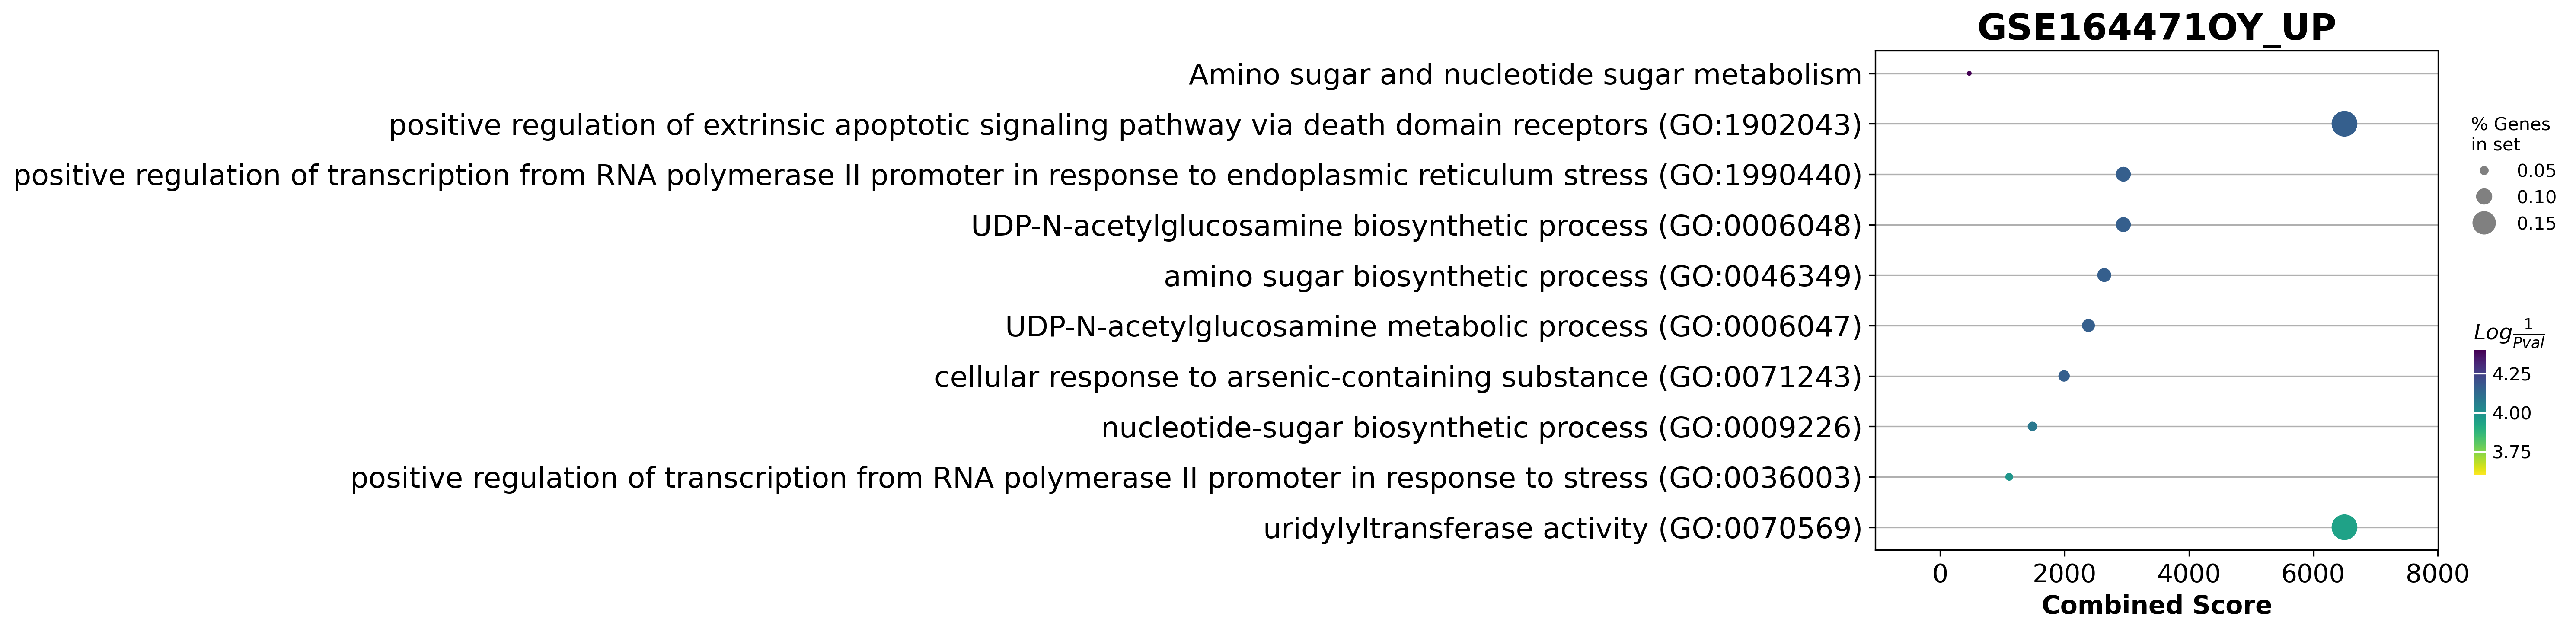 GSE164471OY_UP
Amino sugar and nucleotide sugar metabolism
positive regulation of extrinsic apoptotic signaling pathway via death domain receptors (GO:1902043)
positive regulation of transcription from RNA polymerase II promoter in response to endoplasmic reticulum stress (GO:1990440)
UDP-N-acetylglucosamine biosynthetic process (GO:0006048)
amino sugar biosynthetic process (GO:0046349)
UDP-N-acetylglucosamine metabolic process (GO:0006047)
cellular response to arsenic-containing substance (GO:0071243)
nucleotide-sugar biosynthetic process (GO:0009226)
positive regulation of transcription from RNA polymerase II promoter in response to stress (GO:0036003)
uridylyltransferase activity (GO:0070569)
0 2000 4000 6000 8000
Combined Score
% Genes
in set
0.05
0.10
0.15
Log 1/Pval
4.25
4.00
3.75